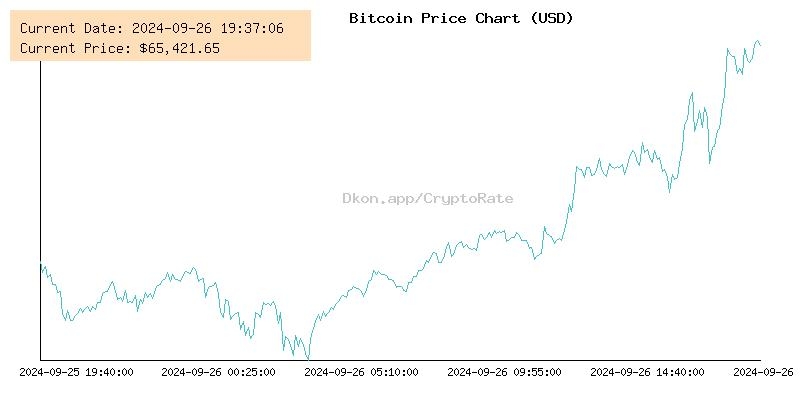 Bitcoin Price Chart (USD)
Current Date: 2024-09-26 19:37:06
Current Price: $65,421.65
Dkon.app/CryptoRate
2024-09-25 19:40:00
2024-09-26 00:25:00
2024-09-26 05:10:00
2024-09-26 09:55:00
2024-09-26 14:40:00
2024-09-26